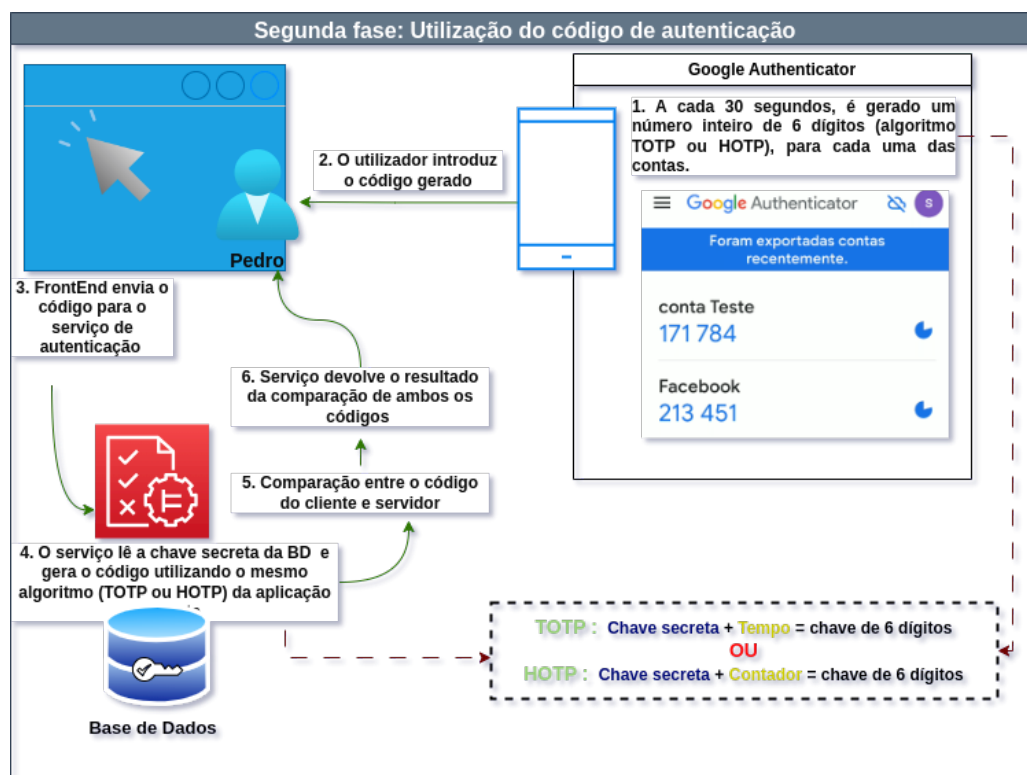 Segunda fase: Utilização do código de autenticação
Google Authenticator
1. A cada 30 segundos, é gerado um
número inteiro de 6 dígitos (algoritmo
TOTP ou HOTP), para cada uma das
contas.
2. O utilizador introduz
o código gerado
Google Authenticator
S
Foram exportadas contas
recentemente.
conta Teste
171 784
Facebook
213 451
Pedro
3. FrontEnd envia o
código para o
serviço de
autenticação
6. Serviço devolve o resultado
da comparação de ambos os
códigos
5. Comparação entre o código
do cliente e servidor
4. O serviço lê a chave secreta da BD e
gera o código utilizando o mesmo
algoritmo (TOTP ou HOTP) da aplicação
TOTP : Chave secreta + Tempo = chave de 6 dígitos
OU
HOTP : Chave secreta + Contador = chave de 6 dígitos
Base de Dados